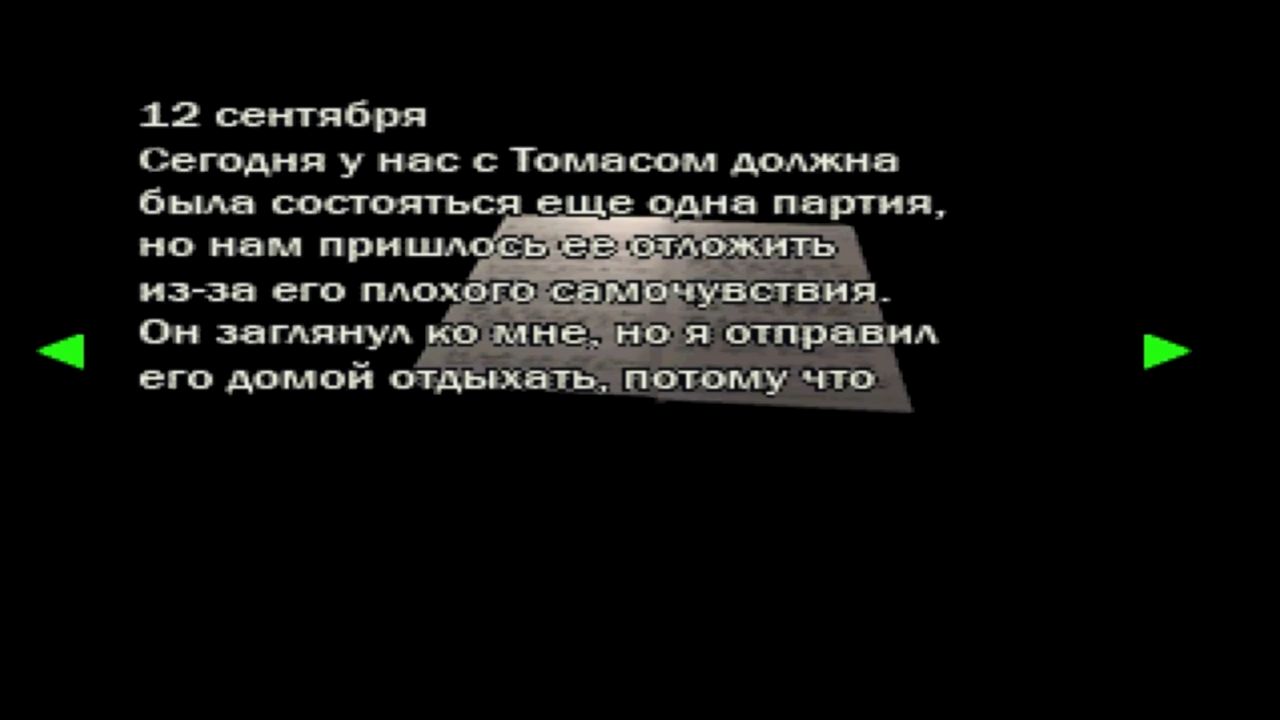 12 сентября
Сегодня у нас с Томасом должна
была состояться еще одна партия,
но нам пришлось ее отложить
из-за его плохого самочувствия.
Он заглянул ко мне, но я отправил
его домой отдыхать, потому что